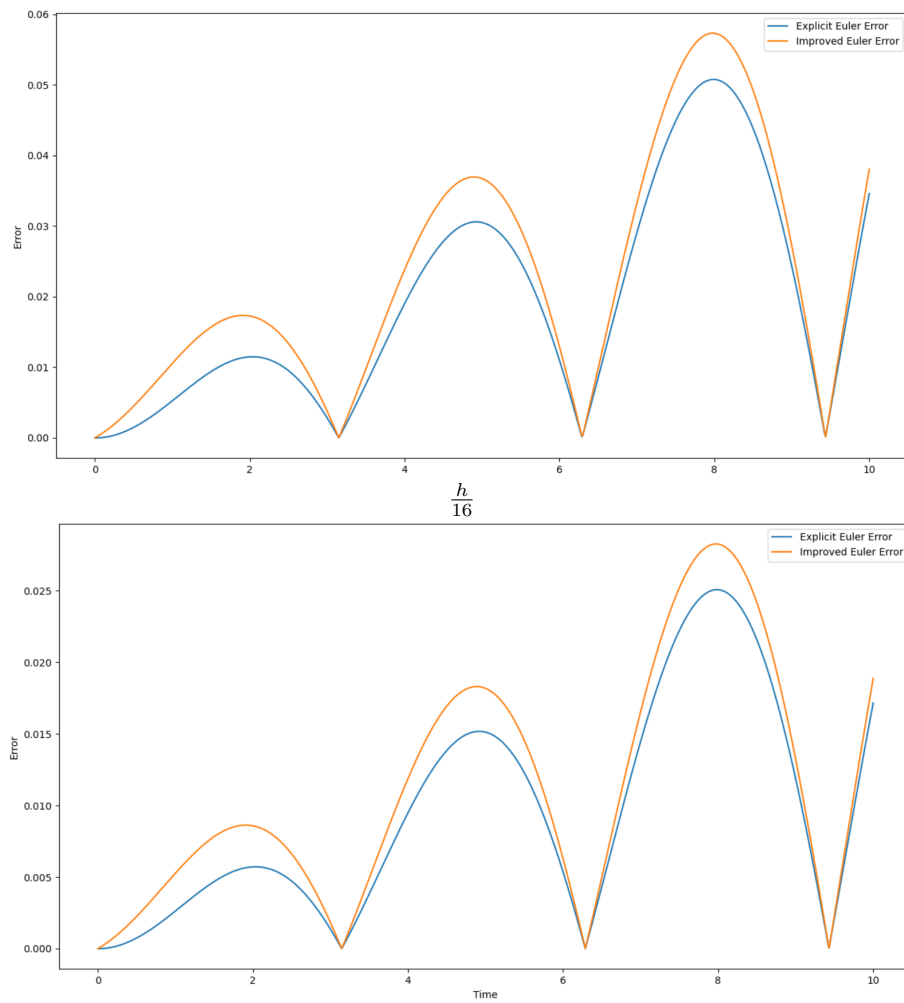 0.06
Explicit Euler Error
Improved Euler Error
0.05
0.04
0.03
Error
0.02
0.01
0.00
0 2 4 6 8 10
h
16
Explicit Euler Error
Improved Euler Error
0.025
0.020
0.015
Error
0.010
0.005
0.000
0 2 4 6 8 10
Time